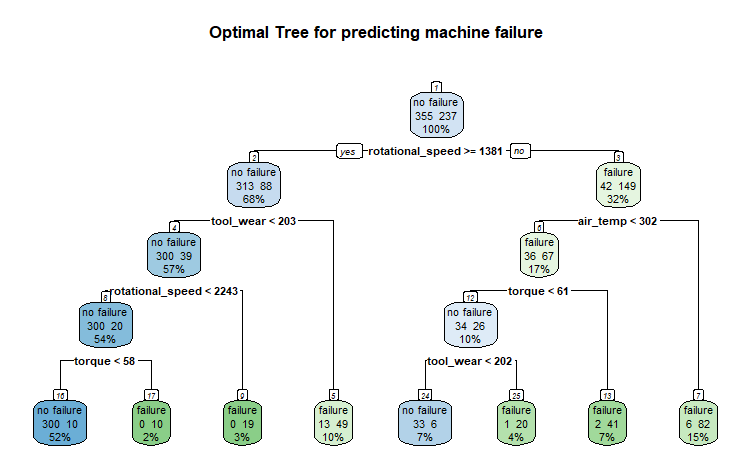 Optimal Tree for predicting machine failure
1
no failure
355 237
100%
yes rotational_speed >= 1381 no
2
no failure
313 88
68%
3
failure
42 149
32%
tool_wear < 203
air_temp < 302
4
no failure
300 39
57%
6
failure
36 67
17%
rotational_speed < 2243
torque < 61
8
no failure
300 20
54%
12
no failure
34 26
10%
torque < 58
tool_wear < 202
16
no failure
300 10
52%
17
failure
0 10
2%
9
failure
0 19
3%
5
failure
13 49
10%
24
no failure
33 6
7%
25
failure
1 20
4%
13
failure
2 41
7%
7
failure
6 82
15%